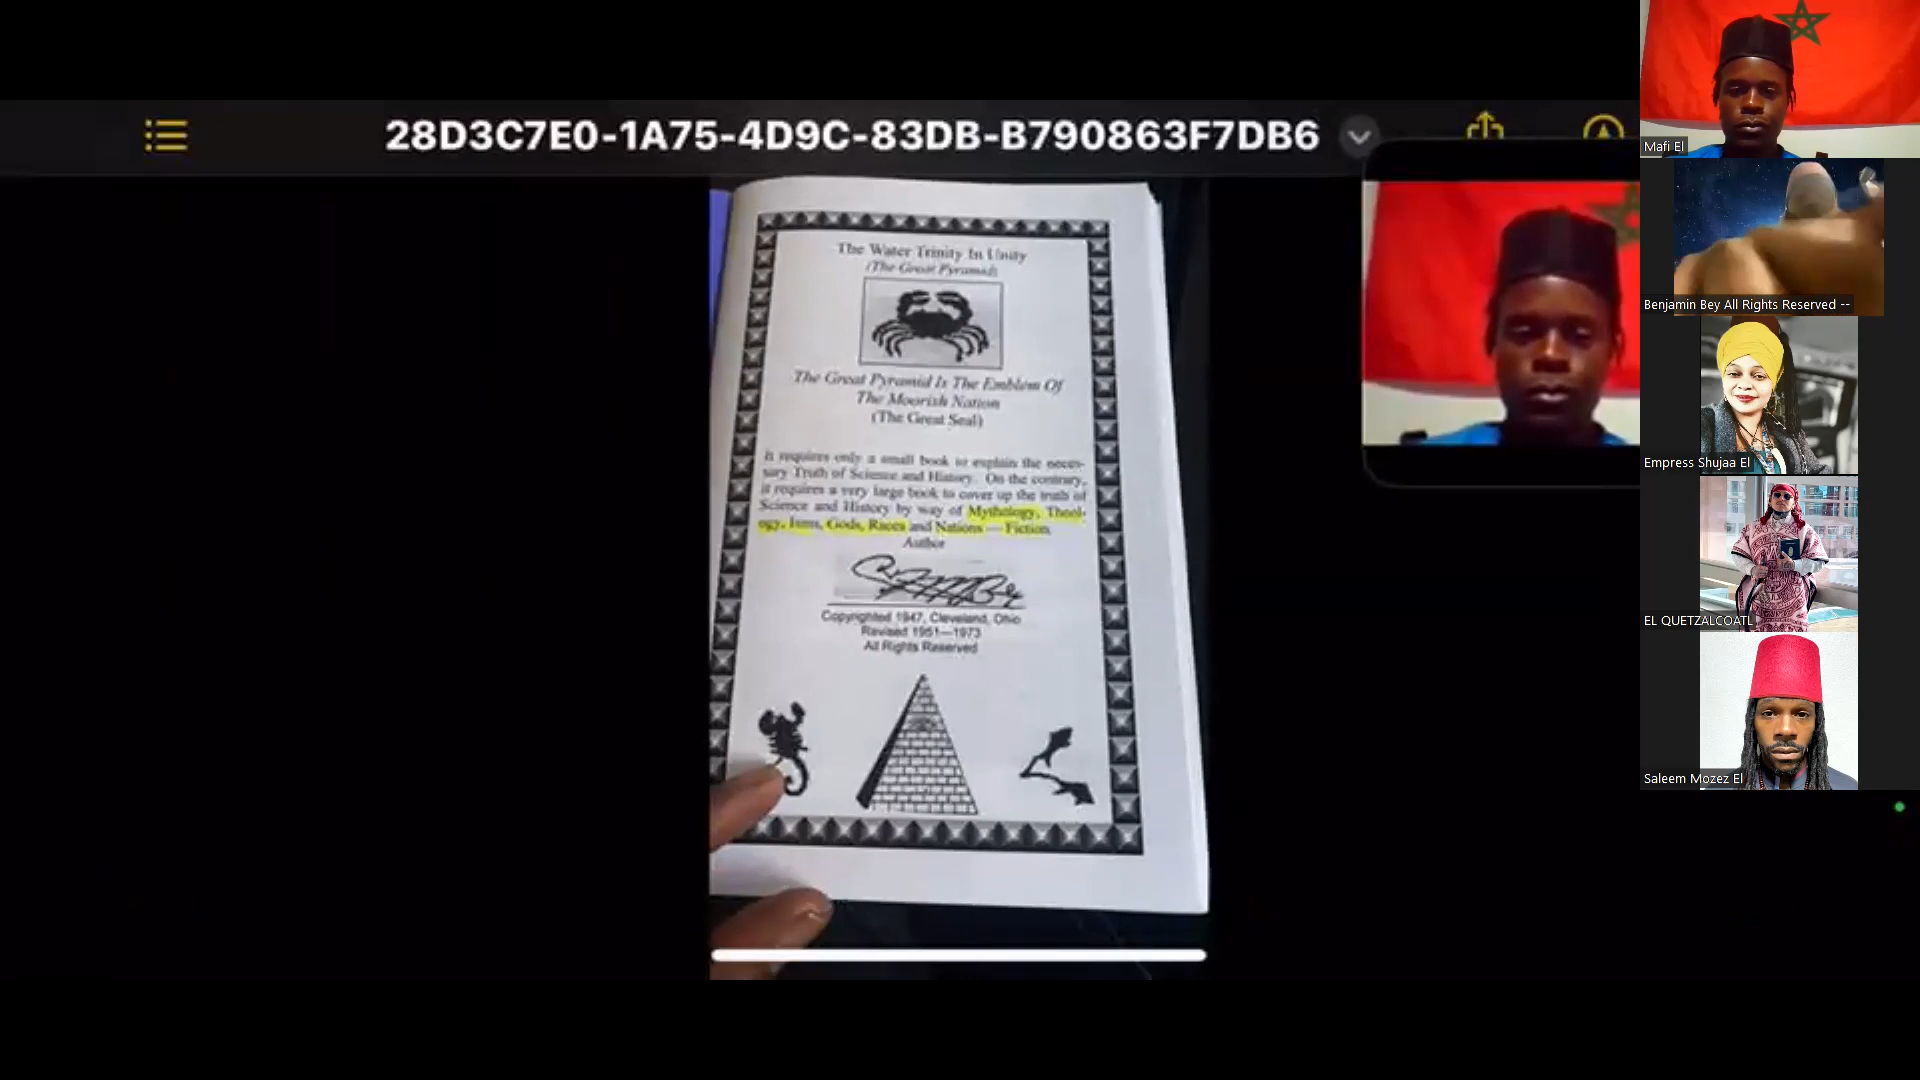 28D3C7E0-1A75-4D9C-83DB-B790863F7DB6
The Water Trinity In Unity
(The Great Pyramid)
The Great Pyramid Is The Emblem Of
The Moorish Nation
(The Great Seal)
It requires only a small book to explain the neces-
sary Truth of Science and History. On the contrary,
it requires a very large book to cover up the truth of
Science and History by way of Mythology, Theol-
ogy, Isms, Gods, Races and Nations — Fiction.
Author
Copyrighted 1947, Cleveland, Ohio
Revised 1951—1973
All Rights Reserved
Mafi El
Benjamin Bey All Rights Reserved --
Empress Shujaa El
EL QUETZALCOATL
Saleem Mozez El